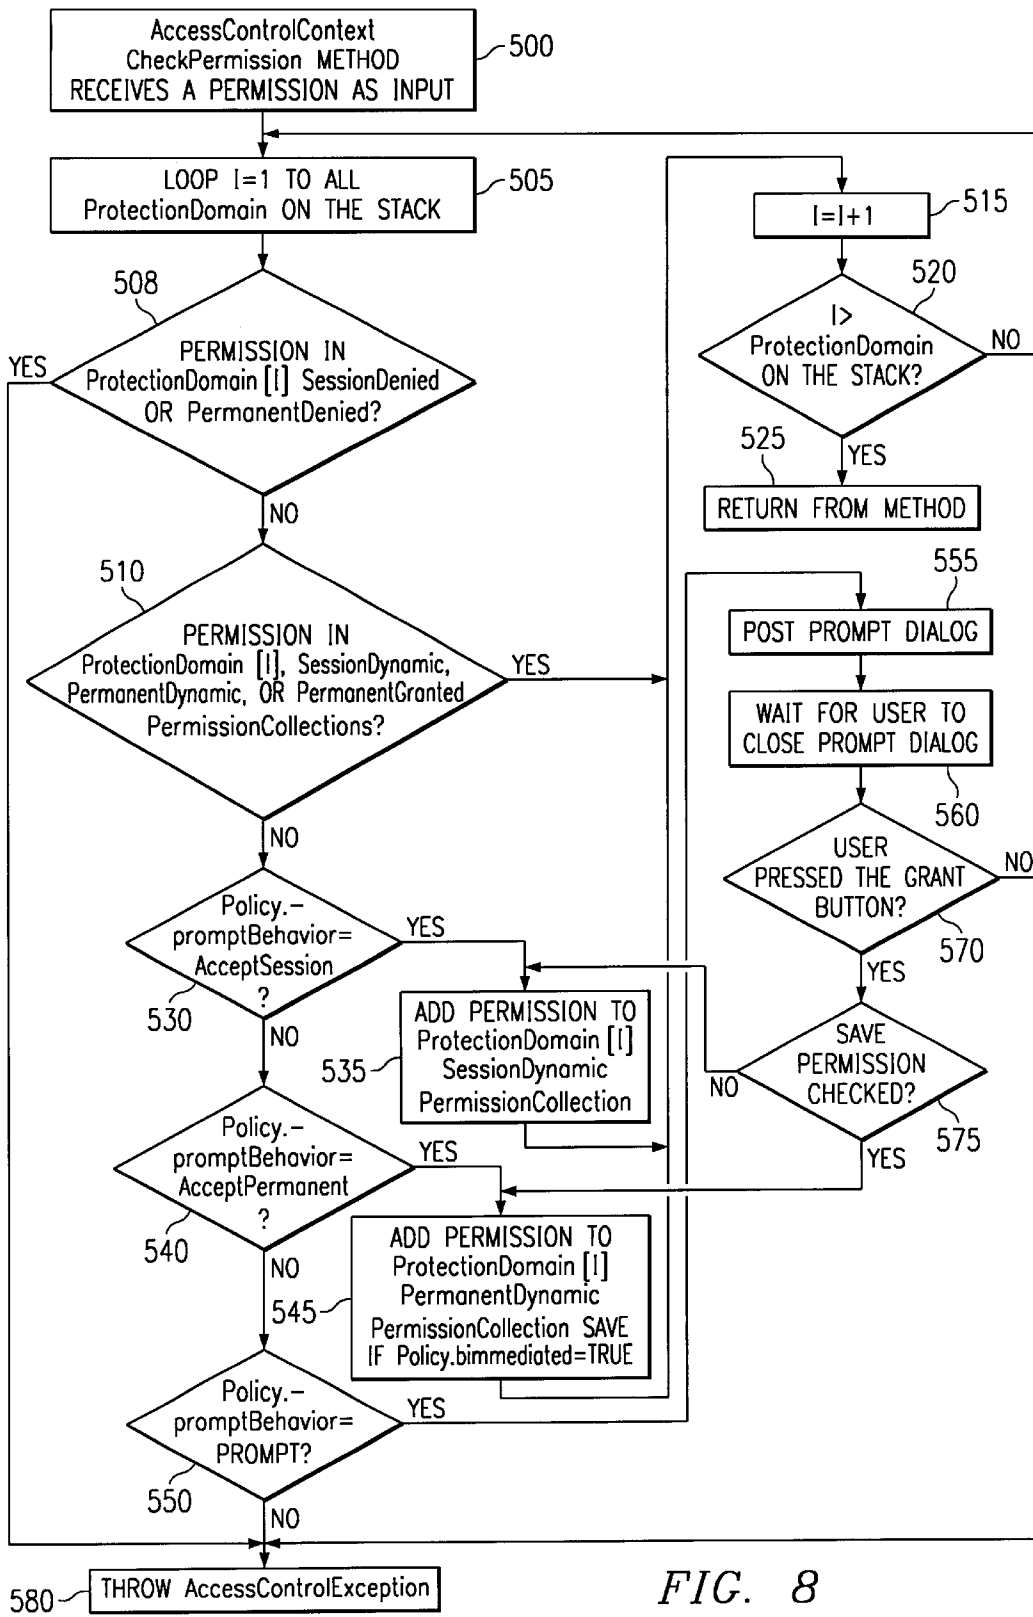 AccessControlContext
CheckPermission METHOD
RECEIVES A PERMISSION AS INPUT
500
LOOP I=1 TO ALL
ProtectionDomain ON THE STACK
505
508
YES
PERMISSION IN
ProtectionDomain [I] SessionDenied
OR PermanentDenied?
NO
510
PERMISSION IN
ProtectionDomain [I], SessionDynamic,
PermanentDynamic, OR PermanentGranted
PermissionCollections?
YES
NO
Policy.-
promptBehavior=
AcceptSession
?
YES
530
NO
ADD PERMISSION TO
ProtectionDomain [I]
SessionDynamic
PermissionCollection
535
Policy.-
promptBehavior=
AcceptPermanent
?
YES
540
NO
ADD PERMISSION TO
ProtectionDomain [I]
PermanentDynamic
PermissionCollection SAVE
IF Policy.bimmediated=TRUE
545
Policy.-
promptBehavior=
PROMPT?
YES
550
NO
580
THROW AccessControlException
I=I+1
515
520
I>
ProtectionDomain
ON THE STACK?
NO
YES
525
RETURN FROM METHOD
555
POST PROMPT DIALOG
WAIT FOR USER TO
CLOSE PROMPT DIALOG
560
USER
PRESSED THE GRANT
BUTTON?
NO
570
YES
SAVE
PERMISSION
CHECKED?
NO
575
YES
FIG. 8